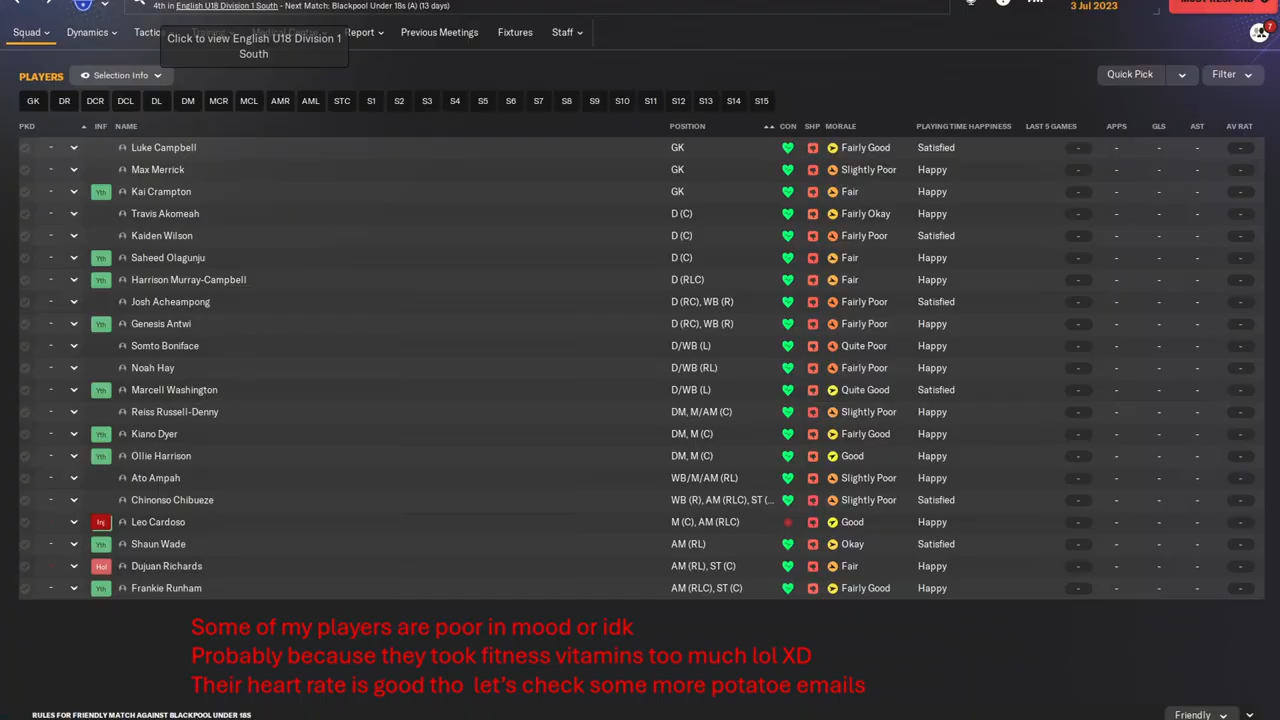 4th in English U18 Division 1 South - Next Match: Blackpool Under 18s (A) (13 days)
3 Jul 2023
MUST RESPOND
Squad Dynamics Report Previous Meetings Fixtures Staff
7
Click to view English U18 Division 1
South
PLAYERS Selection Info Quick Pick Filter
GK DR DCR DCL DL DM MCR MCL AMR AML STC S1 S2 S3 S4 S5 S6 S7 S8 S9 S10 S11 S12 S13 S14 S15
PKD INF NAME POSITION CON SHP MORALE PLAYING TIME HAPPINESS LAST 5 GAMES APPS GLS AST AV RAT
- Luke Campbell GK Fairly Good Satisfied - - - - -
- Max Merrick GK Slightly Poor Happy - - - - -
- Yth Kai Crampton GK Fair Happy - - - - -
- Travis Akomeah D (C) Fairly Okay Happy - - - - -
- Kaiden Wilson D (C) Fairly Poor Satisfied - - - - -
- Yth Saheed Olagunju D (C) Fair Happy - - - - -
- Yth Harrison Murray-Campbell D (RLC) Fair Happy - - - - -
- Josh Acheampong D (RC), WB (R) Fairly Poor Satisfied - - - - -
- Yth Genesis Antwi D (RC), WB (R) Fairly Poor Happy - - - - -
- Somto Boniface D/WB (L) Quite Poor Happy - - - - -
- Noah Hay D/WB (RL) Fairly Poor Happy - - - - -
- Yth Marcell Washington D/WB (L) Quite Good Satisfied - - - - -
- Reiss Russell-Denny DM, M/AM (C) Slightly Poor Happy - - - - -
- Yth Kiano Dyer DM, M (C) Fairly Good Happy - - - - -
- Yth Ollie Harrison DM, M (C) Good Happy - - - - -
- Ato Ampah WB/M/AM (RL) Slightly Poor Happy - - - - -
- Chinonso Chibueze WB (R), AM (RLC), ST (... Slightly Poor Satisfied - - - - -
- Inj Leo Cardoso M (C), AM (RLC) Good Happy - - - - -
- Yth Shaun Wade AM (RL) Okay Satisfied - - - - -
- Hol Dujuan Richards AM (RL), ST (C) Fair Happy - - - - -
- Yth Frankie Runham AM (RLC), ST (C) Fairly Good Happy - - - - -
Some of my players are poor in mood or idk
Probably because they took fitness vitamins too much lol XD
Their heart rate is good tho let's check some more potatoe emails
RULES FOR FRIENDLY MATCH AGAINST BLACKPOOL UNDER 18S Friendly